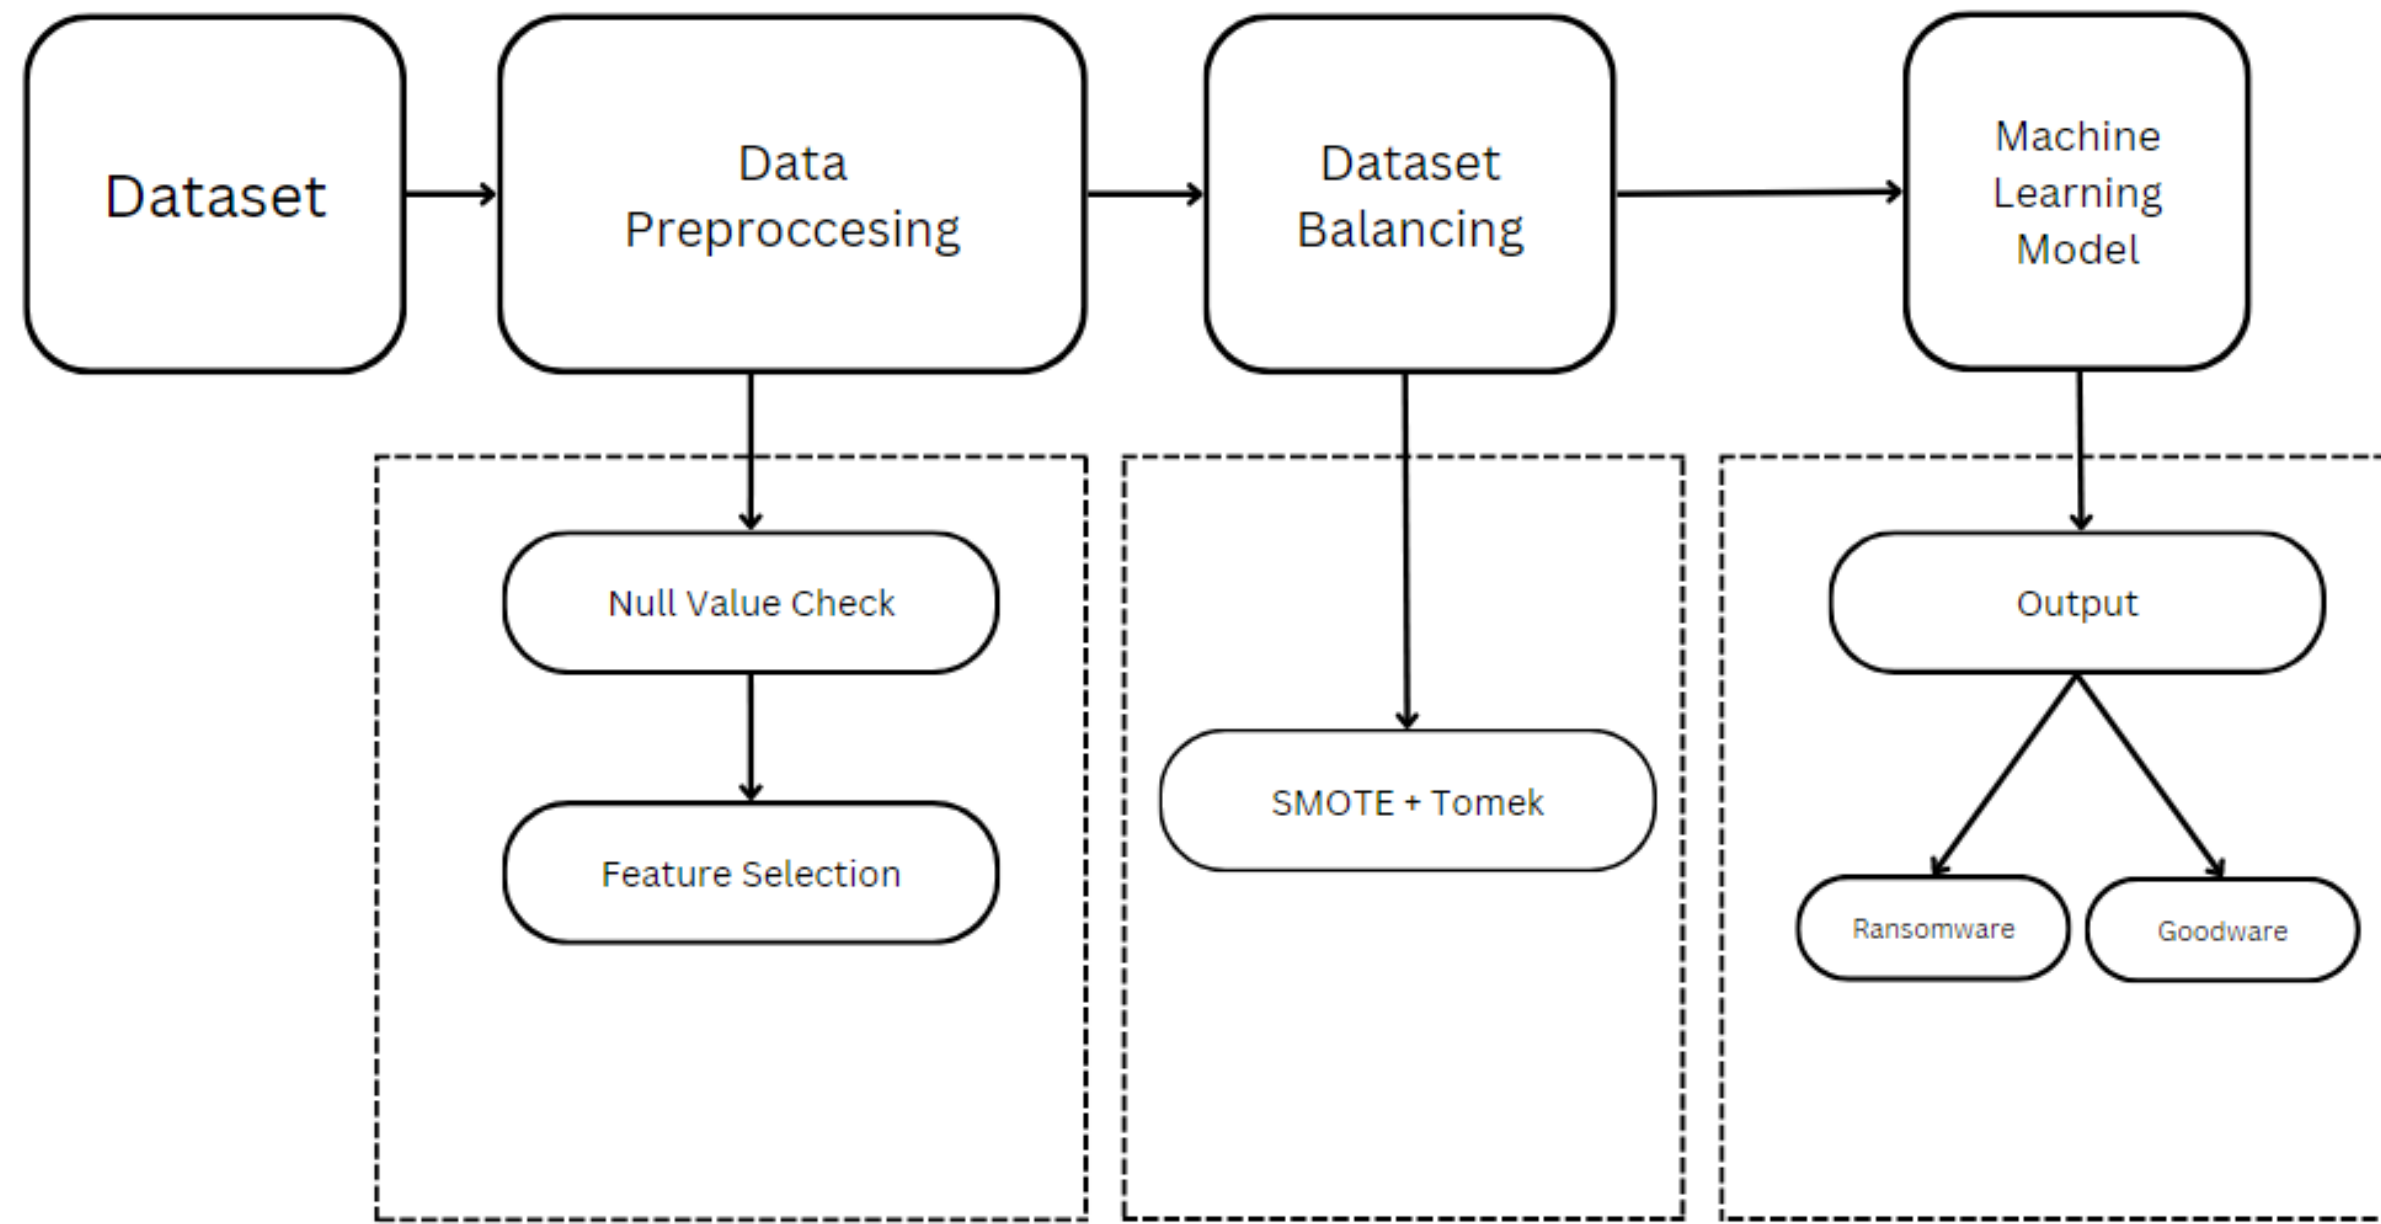 Dataset
Data
Preproccesing
Dataset
Balancing
Machine
Learning
Model
Null Value Check
Feature Selection
SMOTE + Tomek
Output
Ransomware
Goodware